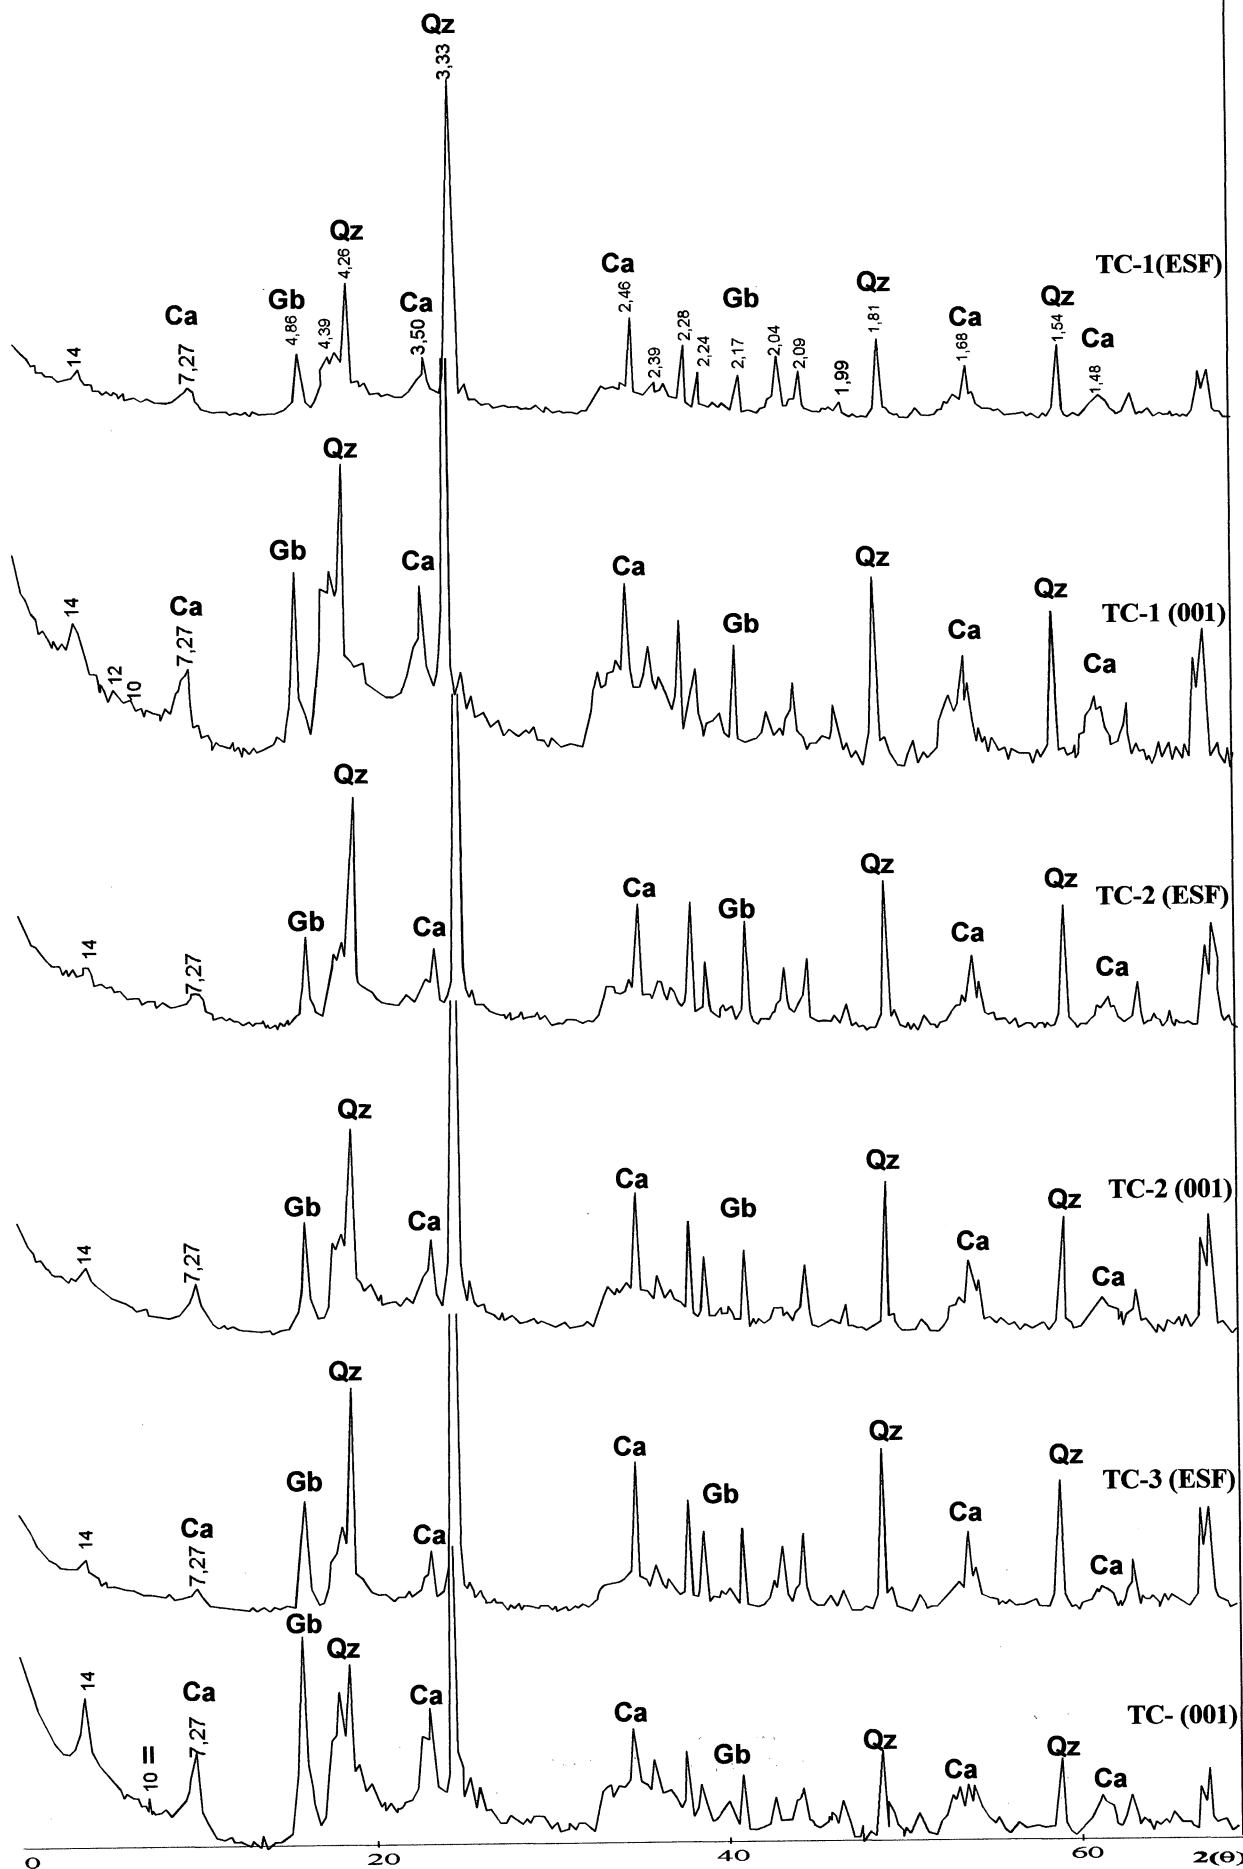 Qz
3,33
Qz
4,26
Ca
2,46
TC-1(ESF)
Ca
7,27
14
Gb
4,86
4,39
Ca
3,50
2,39
2,28
2,24
Gb
2,17
2,04
2,09
1,99
Qz
1,81
Ca
1,68
Qz
1,54
Ca
1,48
Qz
Gb
Ca
Ca
Qz
Qz
TC-1 (001)
14
12
10
Ca
7,27
Gb
Ca
Ca
Qz
Qz
Qz
TC-2 (ESF)
14
7,27
Gb
Ca
Ca
Gb
Ca
Ca
Qz
Qz
TC-2 (001)
14
7,27
Gb
Ca
Ca
Gb
Qz
Ca
Ca
Qz
Ca
Qz
Qz
TC-3 (ESF)
14
Ca
7,27
Gb
Ca
Gb
Ca
Ca
Gb
Qz
14
II
10
Ca
7,27
Ca
Ca
Gb
Qz
Ca
Qz
Ca
TC- (001)
0
20
40
60
2(θ)